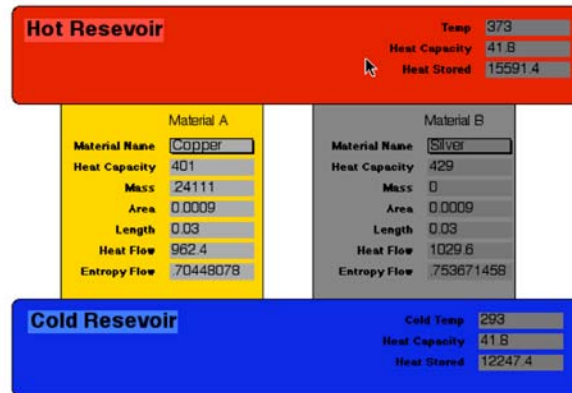 Hot Resevoir
Temp 373
Heat Capacity 41.8
Heat Stored 15591.4
Material A
Material Name Copper
Heat Capacity 401
Mass .24111
Area 0.0009
Length 0.03
Heat Flow 962.4
Entropy Flow .70448078
Material B
Material Name Silver
Heat Capacity 429
Mass 0
Area 0.0009
Length 0.03
Heat Flow 1029.6
Entropy Flow .753671458
Cold Resevoir
Cold Temp 293
Heat Capacity 41.8
Heat Stored 12247.4